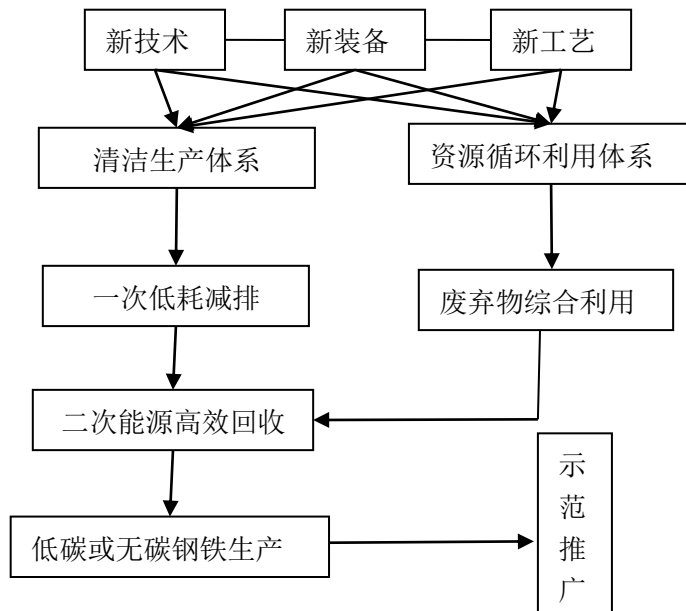 新技术 新装备 新工艺
清洁生产体系 资源循环利用体系
一次低耗减排 废弃物综合利用
二次能源高效回收
低碳或无碳钢铁生产
示
范
推
广